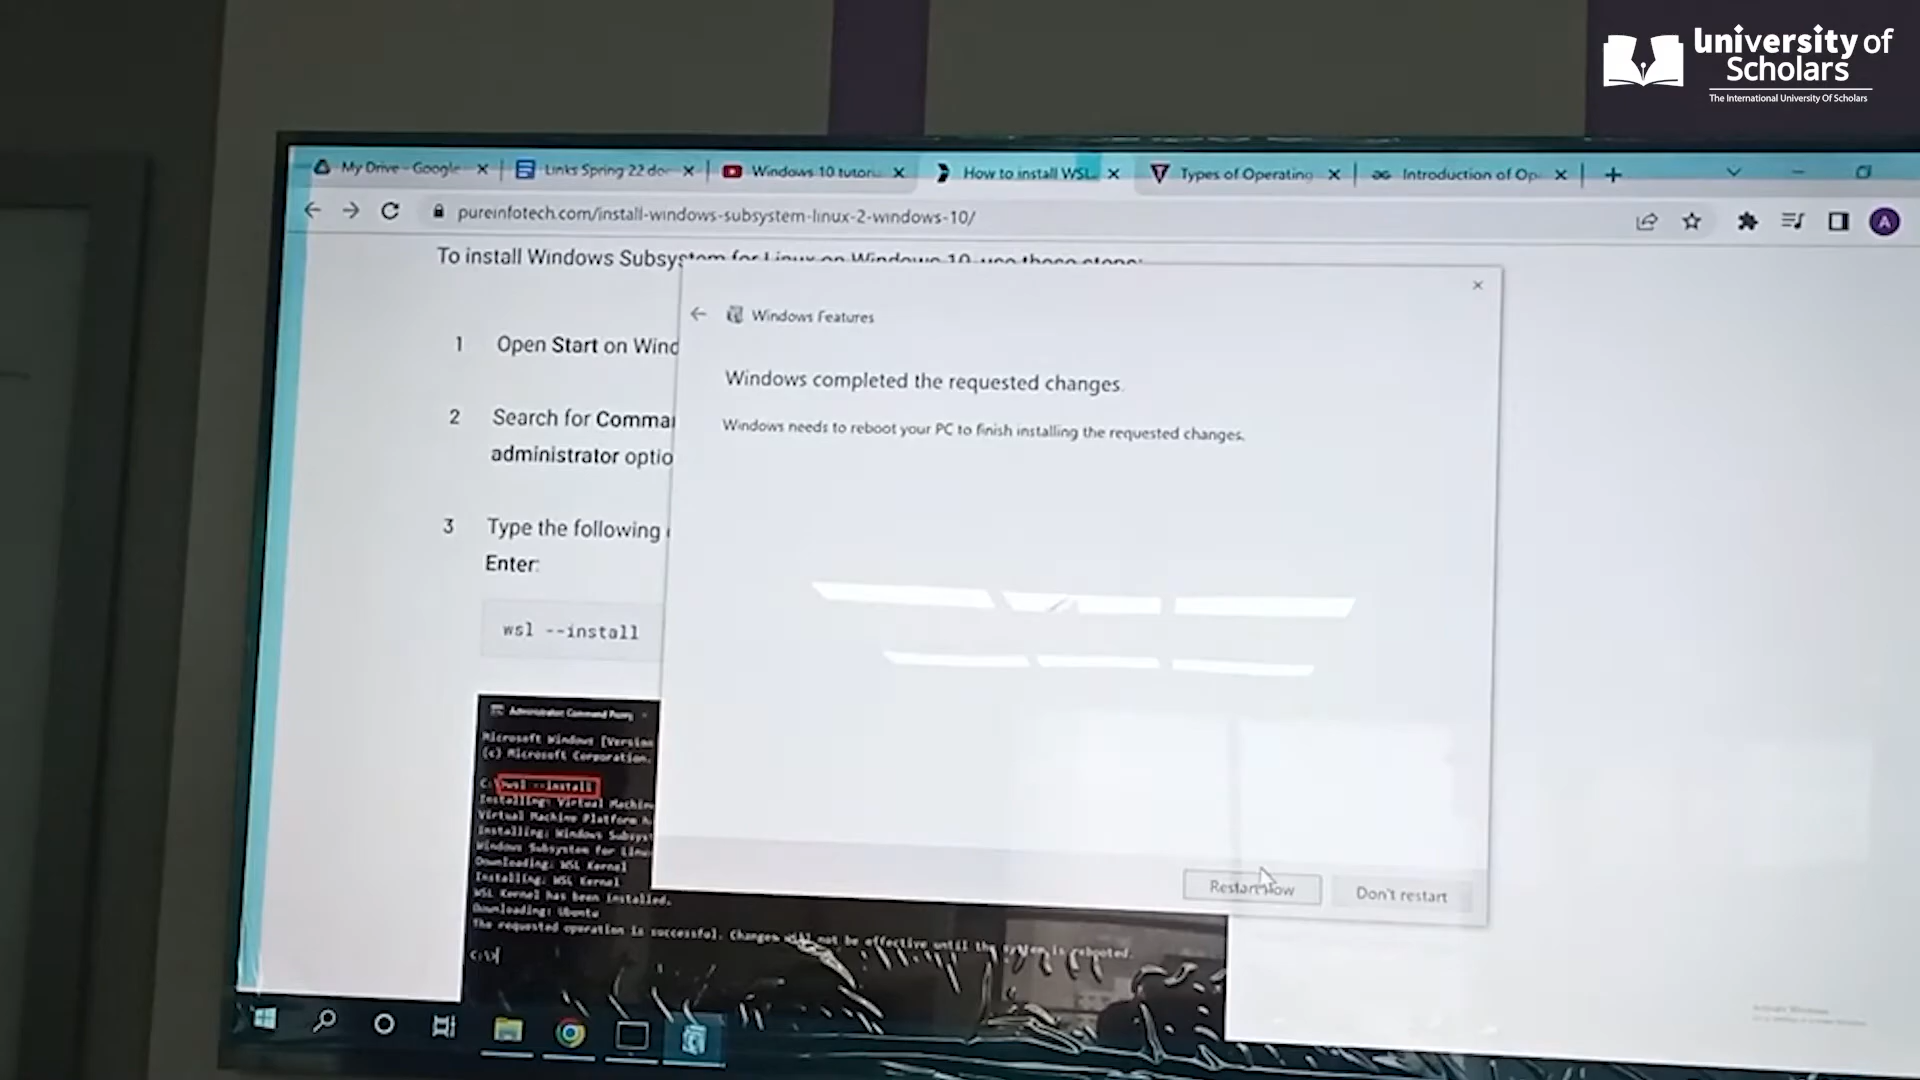 University of
Scholars
The International University Of Scholars
My Drive - Google
Links Spring 22 do
Windows 10 tutori
How to install WSL
Types of Operating
Introduction of Op
pureinfotech.com/install-windows-subsystem-linux-2-windows-10/
A
To install Windows Subsystem for Linux on Windows 10, use these steps:
Windows Features
1 Open Start on Wind
Windows completed the requested changes.
2 Search for Comma
Windows needs to reboot your PC to finish installing the requested changes.
administrator optio
3 Type the following
Enter:
wsl --install
Administrator: Command Promp
Microsoft Windows [Version
(c) Microsoft Corporation.
C:\>wsl --install
Installing: Virtual Machine
Virtual Machine Platform h
Installing: Windows Subsyst
Windows Subsystem for Linu
Downloading: WSL Kernel
Installing: WSL Kernel
WSL Kernel has been installed.
Downloading: Ubuntu
The requested operation is successful. Changes will not be effective until the system is rebooted.
C:\>
Restart now
Don't restart
Activate Windows